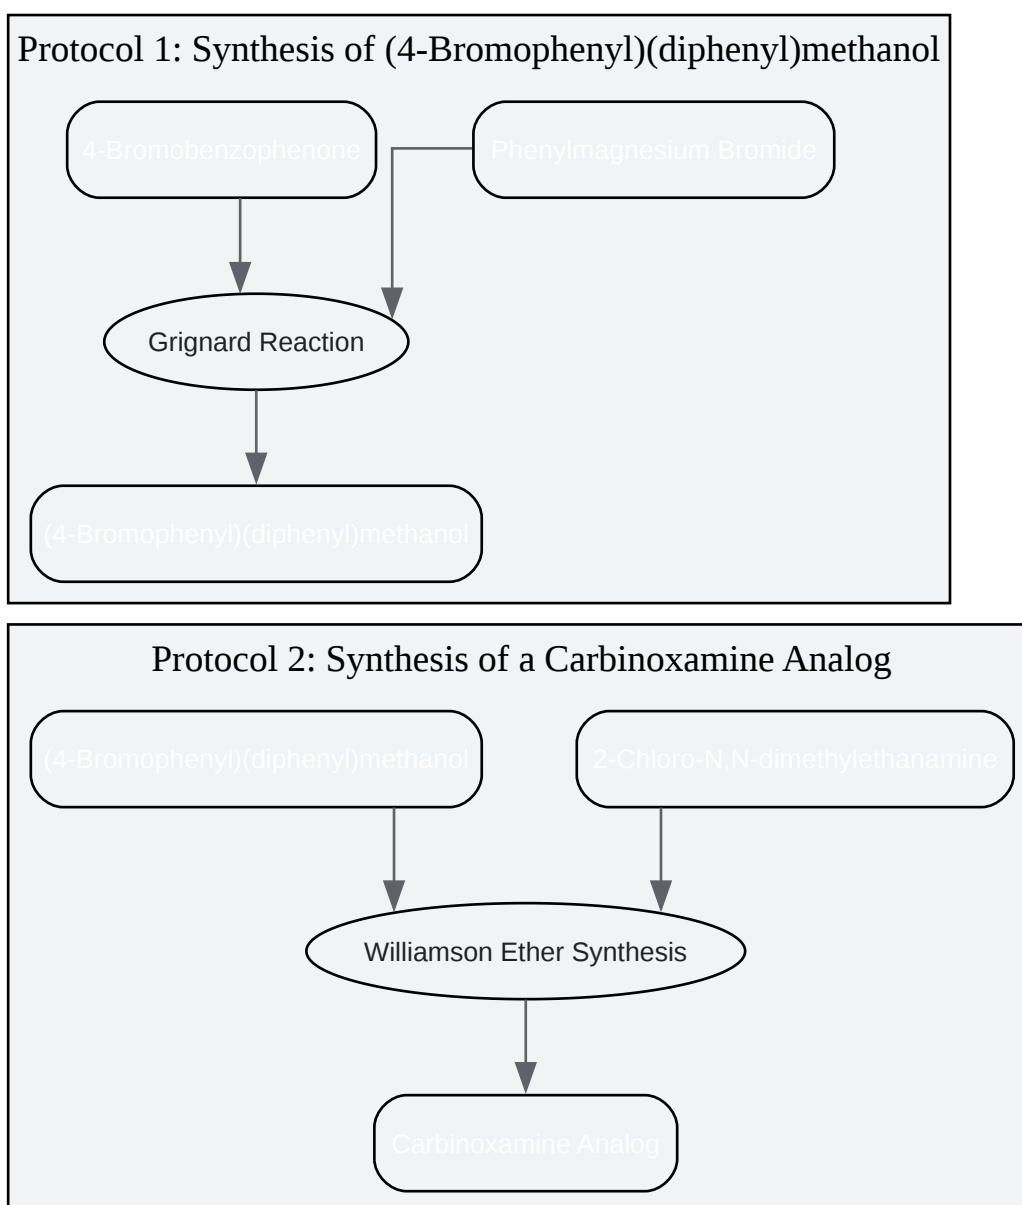 Protocol 1: Synthesis of (4-Bromophenyl)(diphenyl)methanol
4-Bromobenzophenone
Phenylmagnesium Bromide
Grignard Reaction
(4-Bromophenyl)(diphenyl)methanol
Protocol 2: Synthesis of a Carbinoxamine Analog
(4-Bromophenyl)(diphenyl)methanol
2-Chloro-N,N-dimethylethanamine
Williamson Ether Synthesis
Carbinoxamine Analog